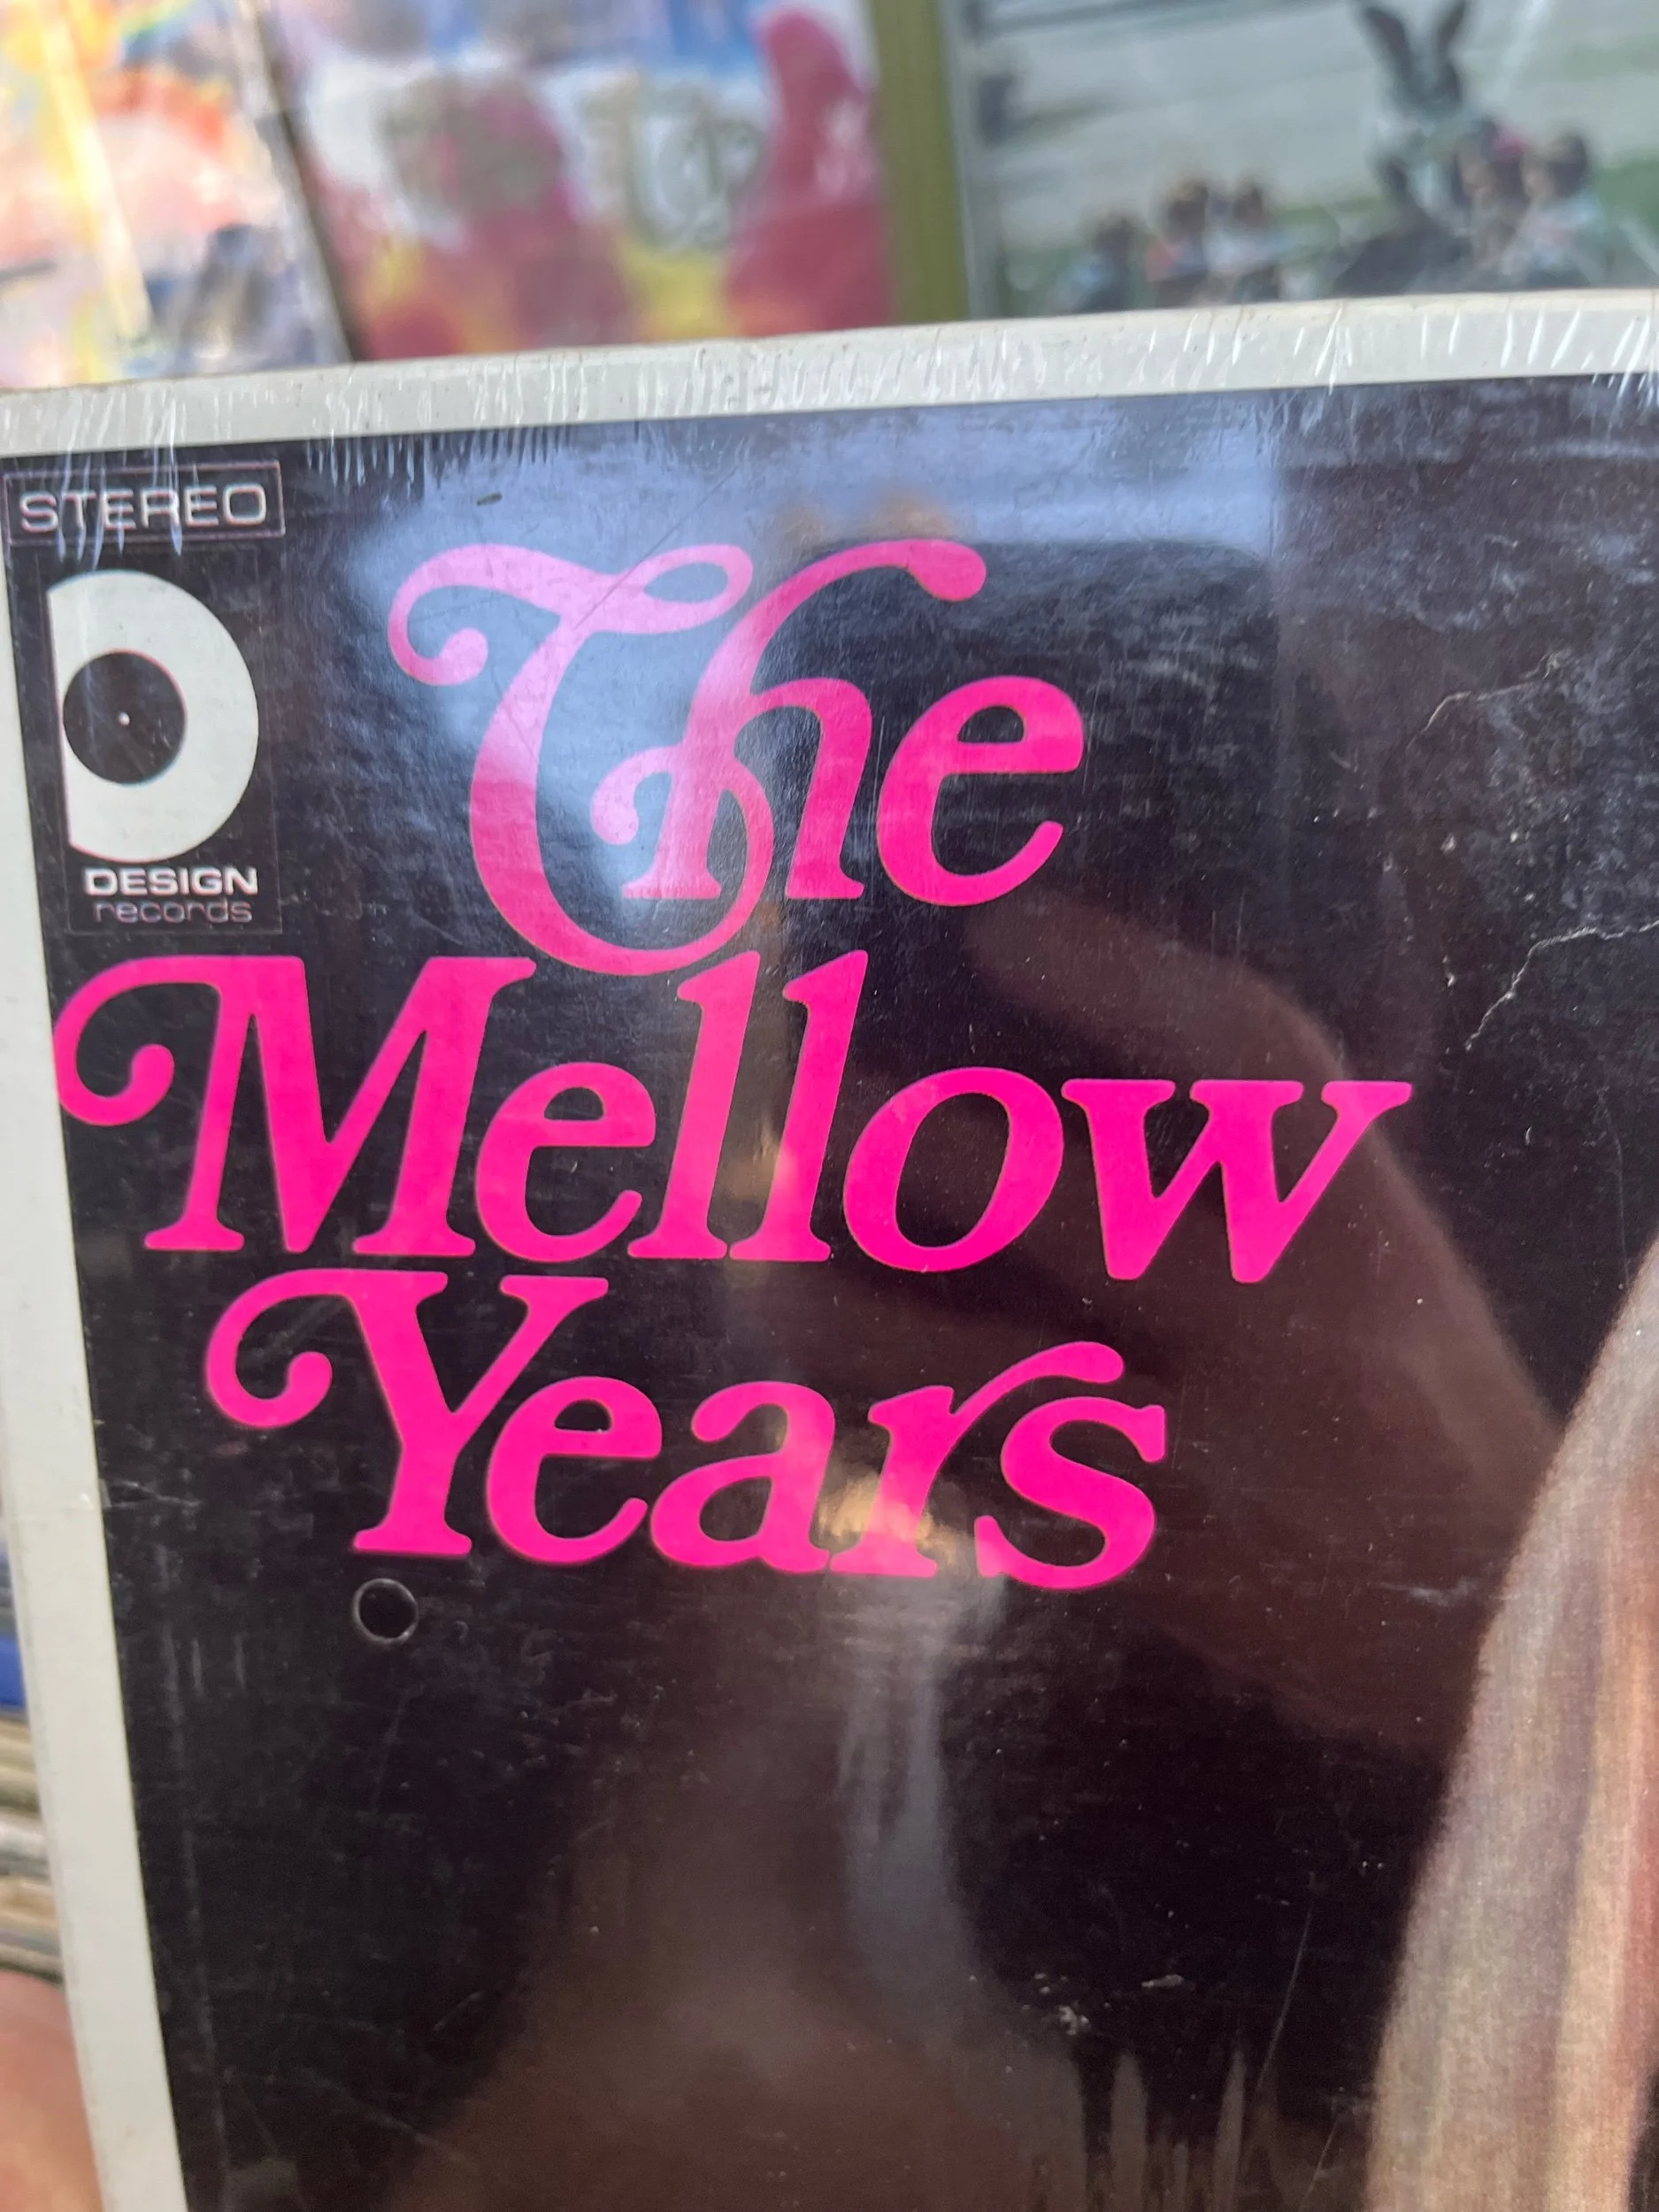 STEREO
DESIGN
records
The
Mellow
Years